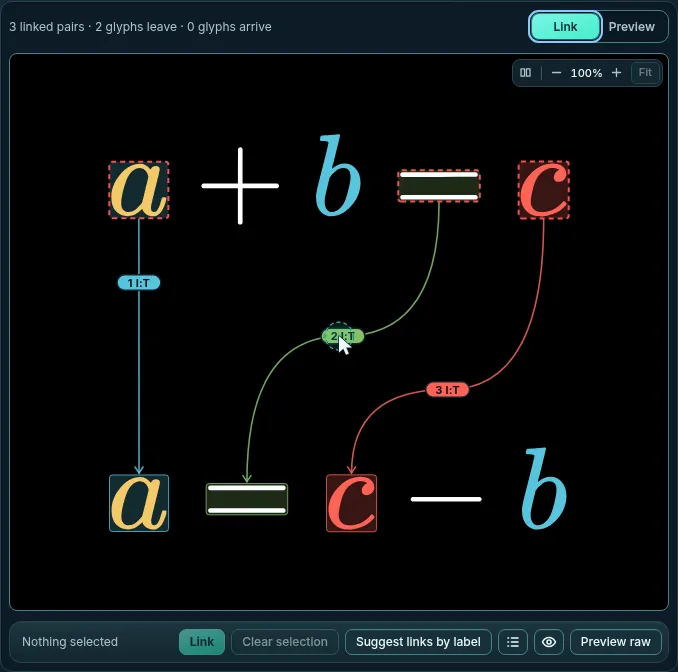 3 linked pairs · 2 glyphs leave · 0 glyphs arrive
Link Preview
− 100% + Fit
a + b = c
1 I:T
2 I:T
3 I:T
a = c − b
Nothing selected Link Clear selection Suggest links by label Preview raw